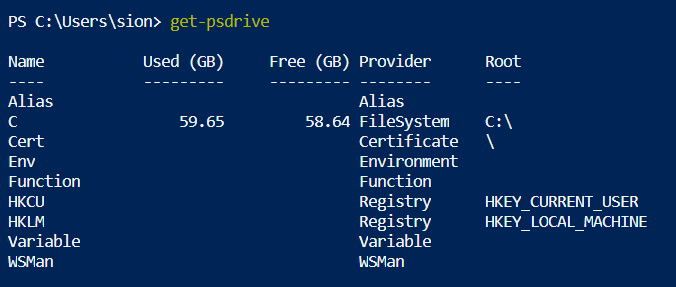 PS C:\Users\sion> get-psdrive
Name Used (GB) Free (GB) Provider Root
---- --------- --------- -------- ----
Alias Alias
C 59.65 58.64 FileSystem C:\
Cert Certificate \
Env Environment
Function Function
HKCU Registry HKEY_CURRENT_USER
HKLM Registry HKEY_LOCAL_MACHINE
Variable Variable
WSMan WSMan